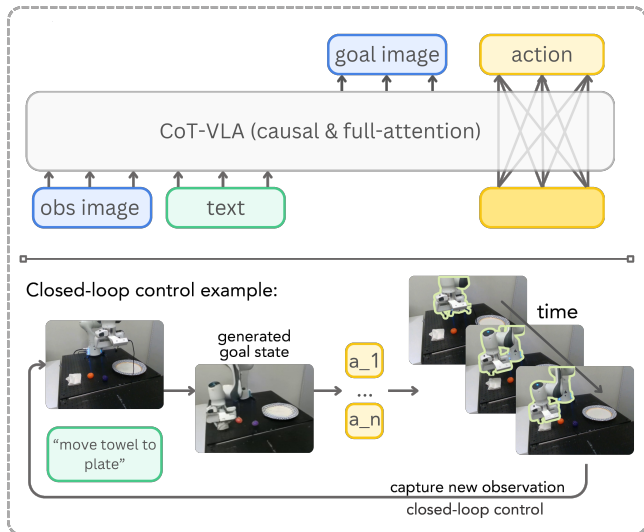 goal image
action
CoT-VLA (causal & full-attention)
obs image
text
Closed-loop control example:
generated
goal state
time
a_1
...
a_n
“move towel to
plate”
capture new observation
closed-loop control